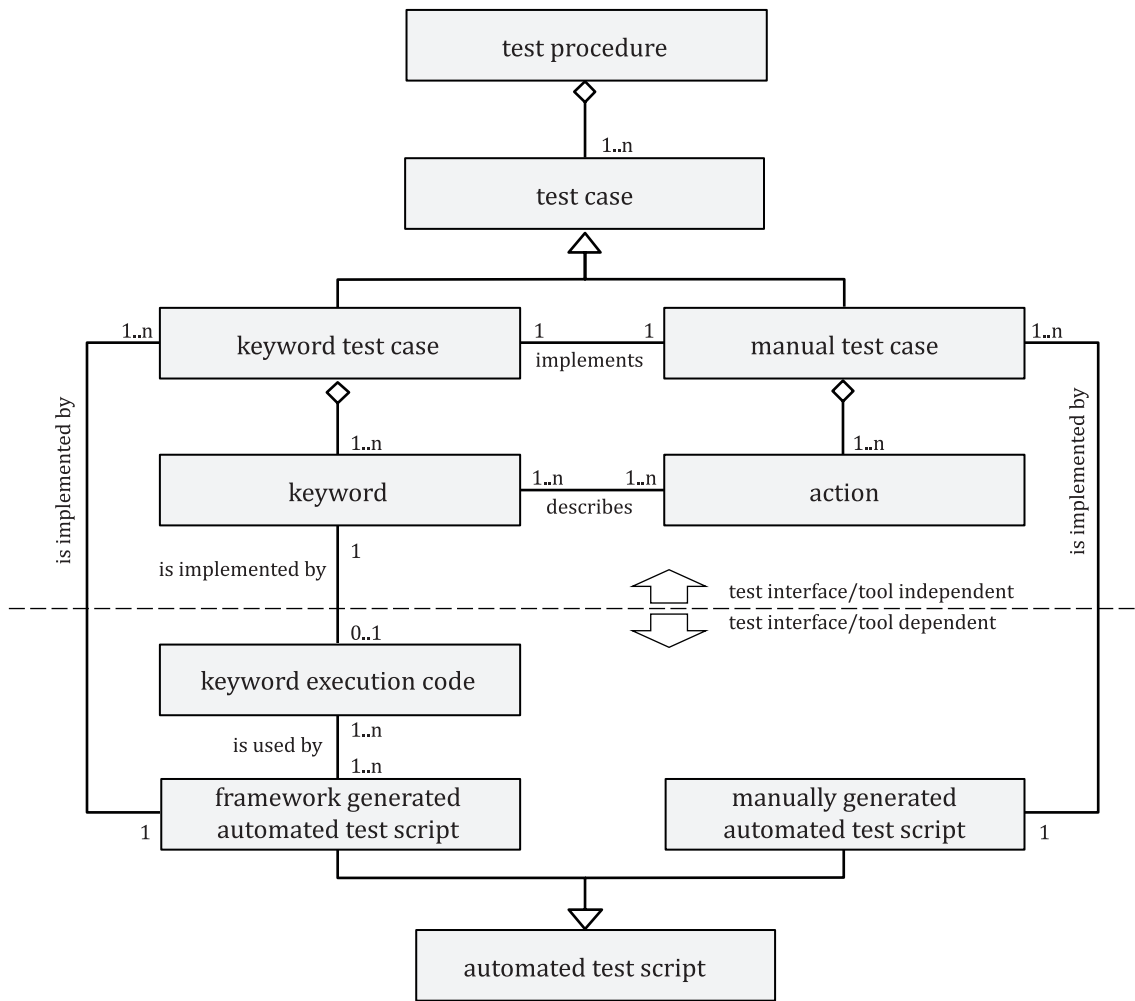 test procedure
1..n
test case
1..n
keyword test case
1
1
implements
manual test case
1..n
is implemented by
is implemented by
1..n
1..n
keyword
1..n
1..n
describes
action
1
is implemented by
test interface/tool independent
test interface/tool dependent
0..1
keyword execution code
1..n
is used by
1..n
framework generated
automated test script
manually generated
automated test script
1
1
automated test script